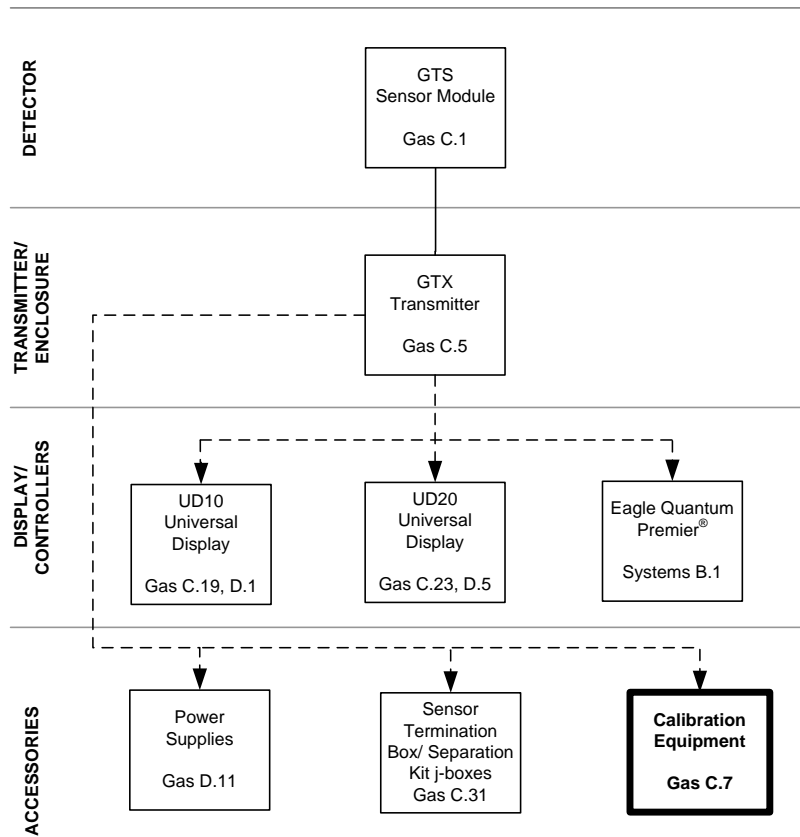 DETECTOR
GTS
Sensor Module
Gas C.1
TRANSMITTER/
ENCLOSURE
GTX
Transmitter
Gas C.5
DISPLAY/
CONTROLLERS
UD10
Universal
Display
Gas C.19, D.1
UD20
Universal
Display
Gas C.23, D.5
Eagle Quantum
Premier®
Systems B.1
ACCESSORIES
Power
Supplies
Gas D.11
Sensor
Termination
Box/ Separation
Kit j-boxes
Gas C.31
Calibration
Equipment
Gas C.7